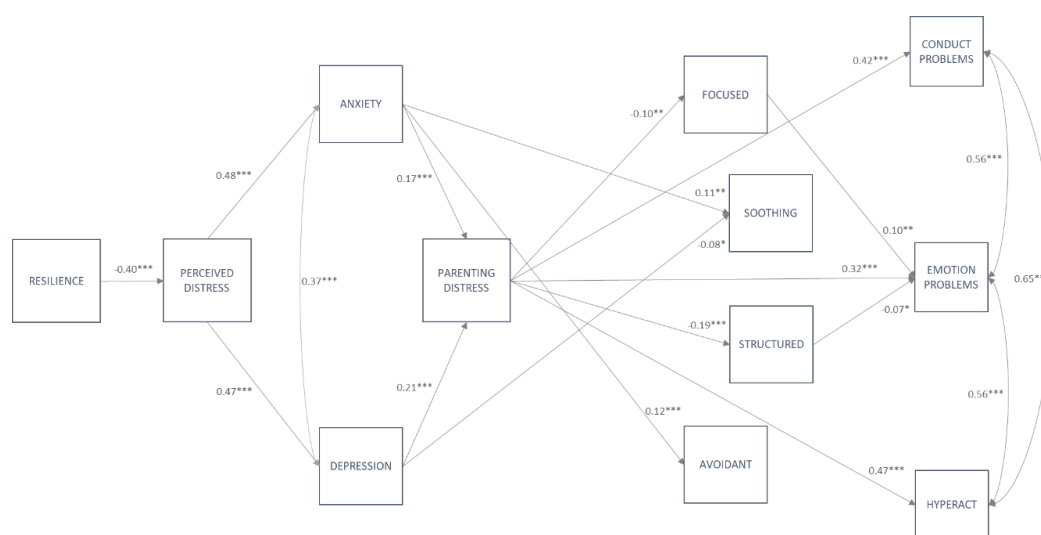 CONDUCT
PROBLEMS
0.42***
FOCUSED
ANXIETY
-0.10**
0.56***
0.48***
0.17***
0.11**
SOOTHING
-0.08*
0.10**
RESILIENCE
-0.40***
PERCEIVED
DISTRESS
0.37***
PARENTING
DISTRESS
0.32***
EMOTION
PROBLEMS
0.65**
-0.19***
STRUCTURED
-0.07*
0.47***
0.21***
0.56***
0.12***
DEPRESSION
AVOIDANT
0.47***
HYPERACT